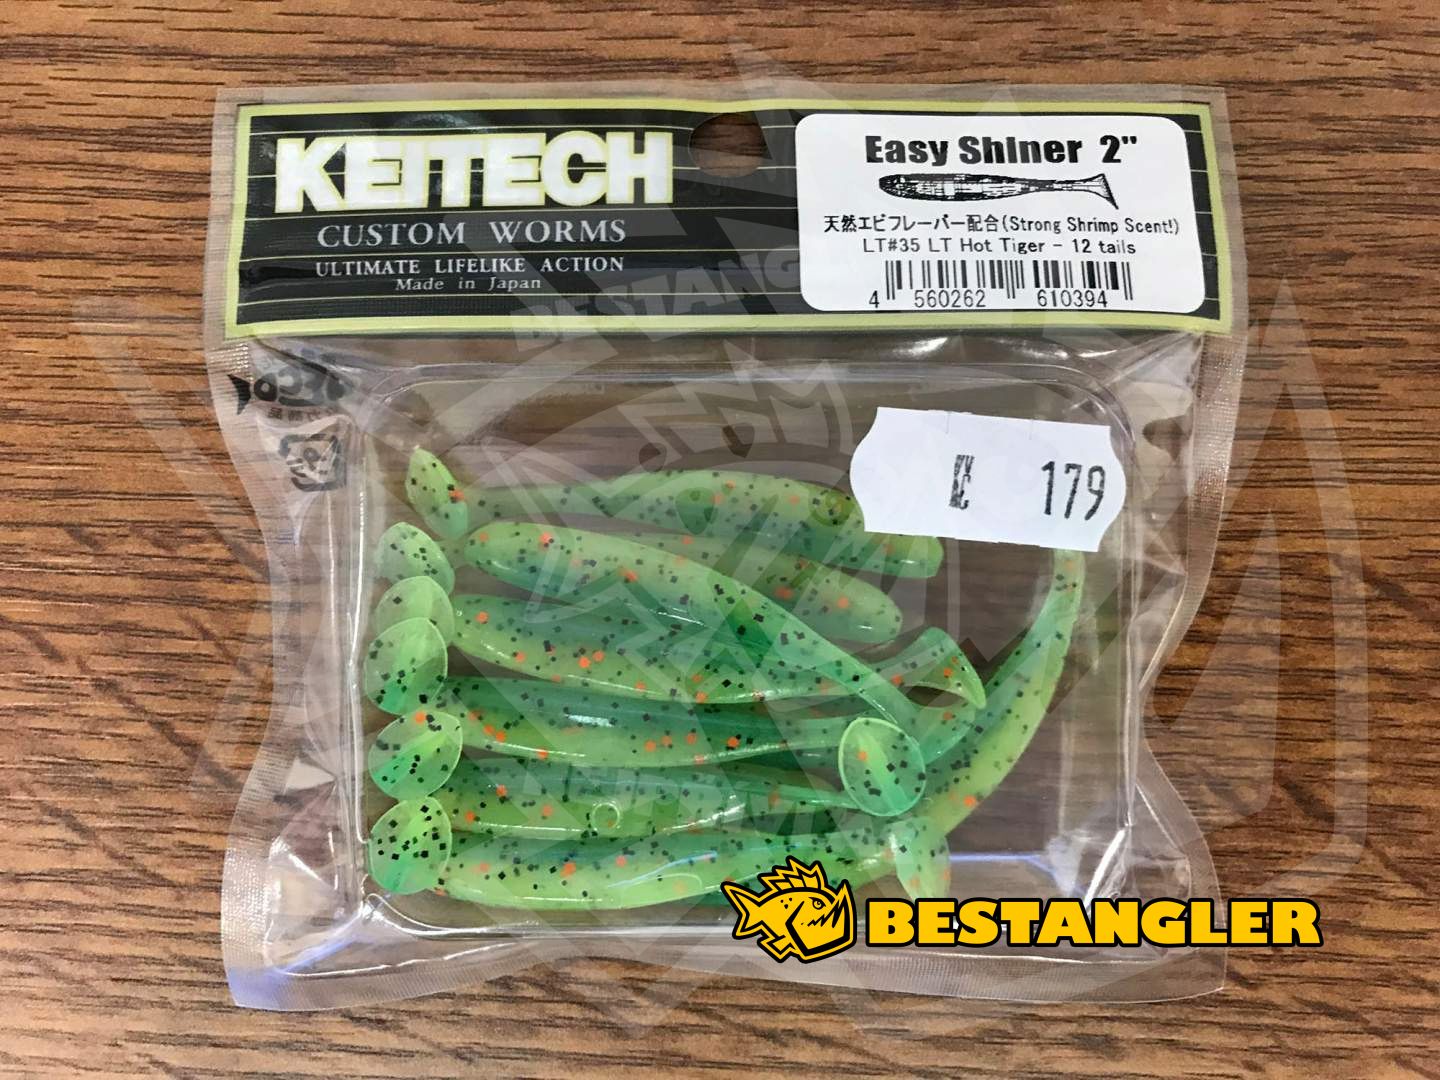 KEITECH
CUSTOM WORMS
ULTIMATE LIFELIKE ACTION
Made in Japan
Easy Shiner 2"
天然エビフレーバー配合(Strong Shrimp Scent!)
LT#35 LT Hot Tiger - 12 tails
4 560262 610394
179
BESTANGLER